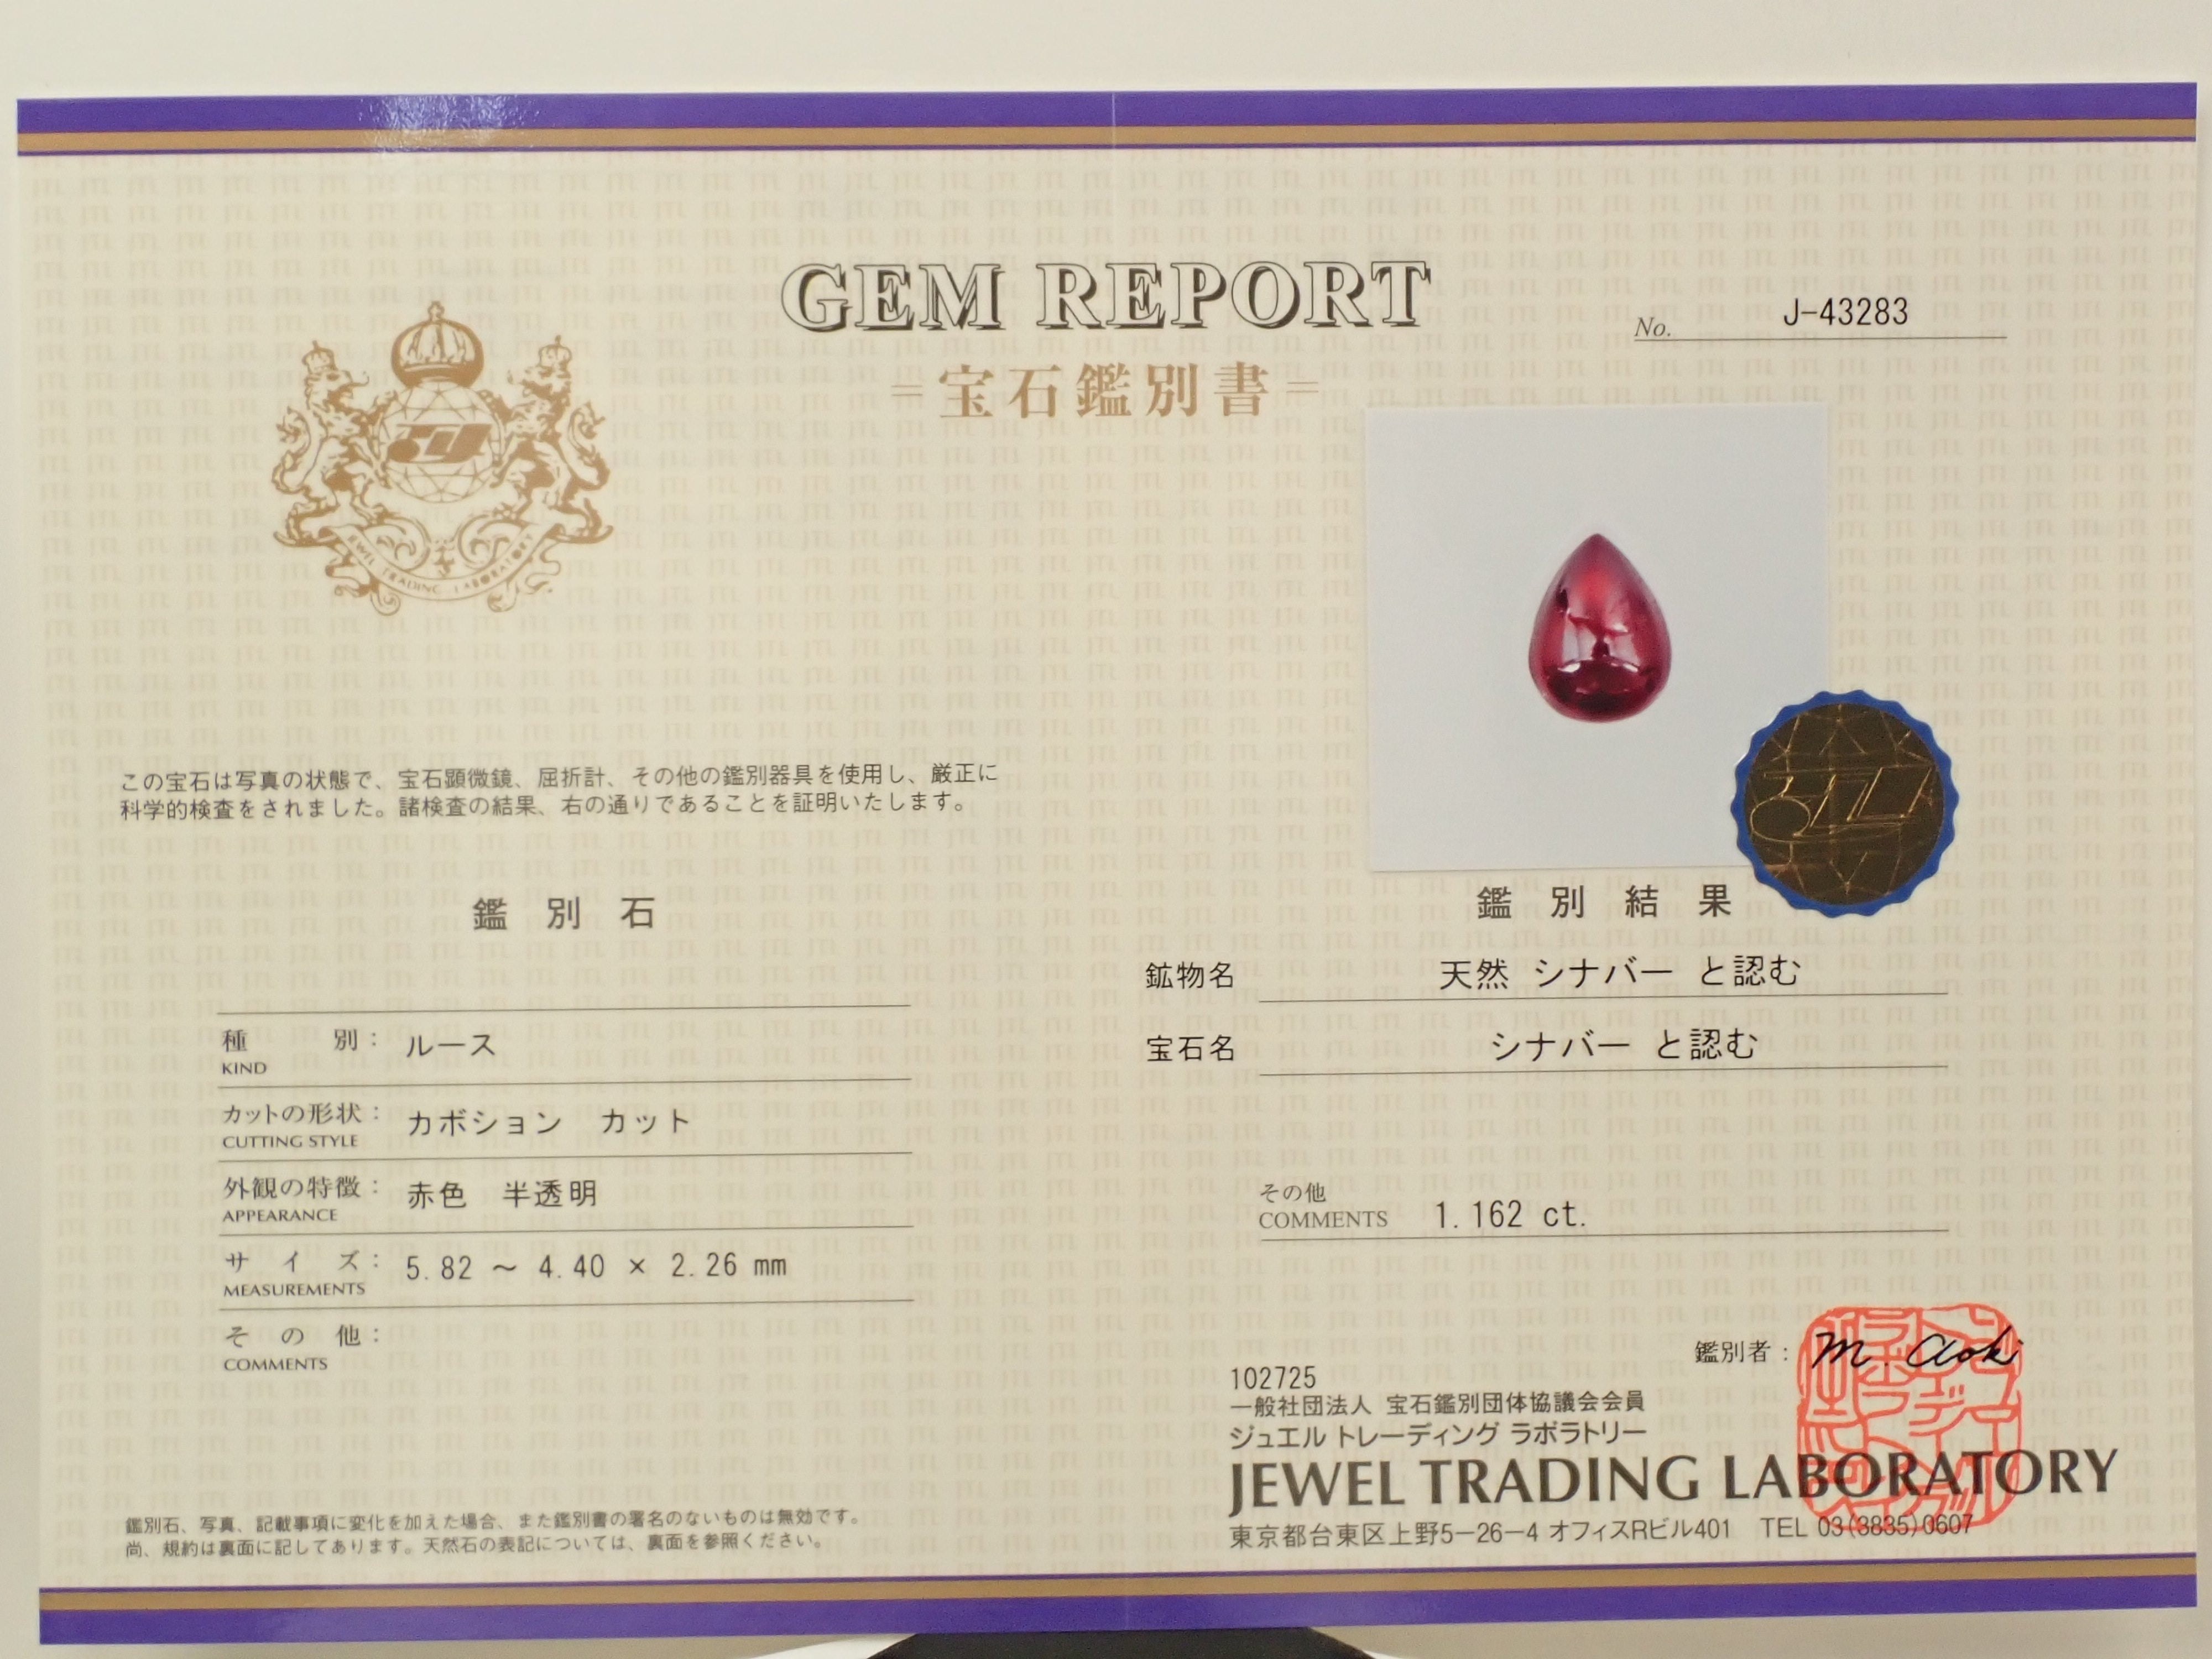 GEM REPORT
=宝石鑑別書=
No. J-43283
JEWEL TRADING LABORATORY
この宝石は写真の状態で、宝石顕微鏡、屈折計、その他の鑑別器具を使用し、厳正に
科学的検査をされました。諸検査の結果、右の通りであることを証明いたします。
鑑別石
種別: ルース
KIND
カットの形状: カボション カット
CUTTING STYLE
外観の特徴: 赤色 半透明
APPEARANCE
サイズ: 5.82 ～ 4.40 × 2.26 mm
MEASUREMENTS
その他:
COMMENTS
鑑別石、写真、記載事項に変化を加えた場合、また鑑別書の署名のないものは無効です。
尚、規約は裏面に記してあります。天然石の表記については、裏面を参照ください。
鑑別結果
鉱物名 天然 シナバー と認む
宝石名 シナバー と認む
その他
COMMENTS 1.162 ct.
鑑別者: M. Aoki
102725
一般社団法人 宝石鑑別団体協議会会員
ジュエル トレーディング ラボラトリー
JEWEL TRADING LABORATORY
東京都台東区上野5－26－4 オフィスRビル401 TEL 03(3835)0607